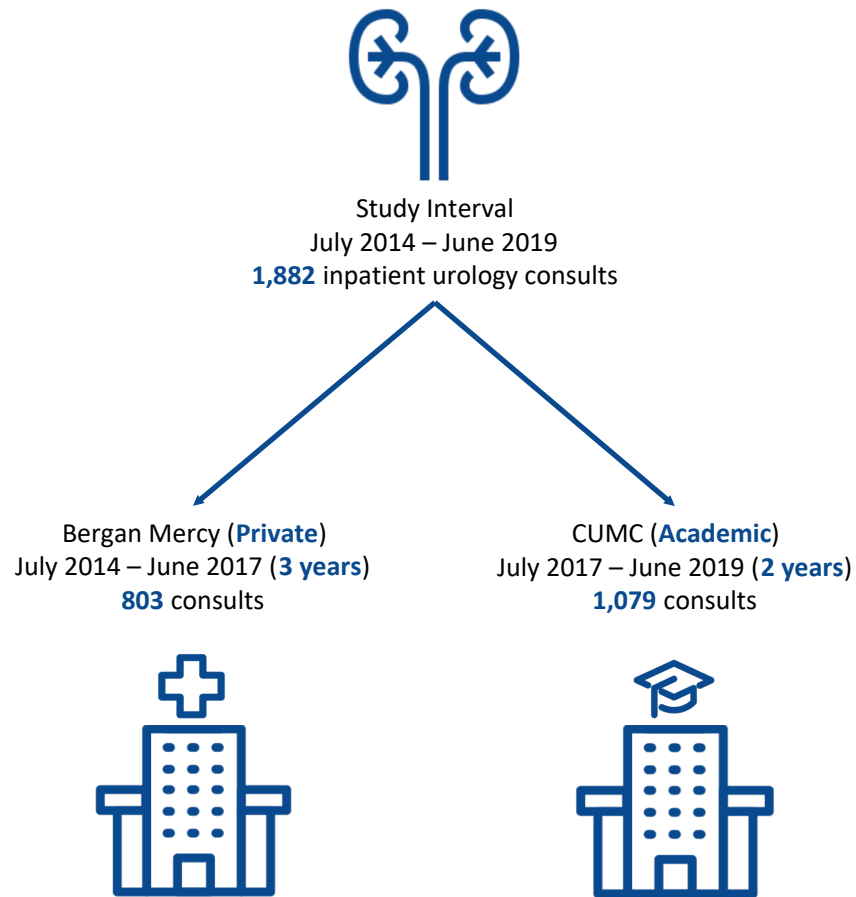 Study Interval
July 2014 – June 2019
1,882 inpatient urology consults
Bergan Mercy (Private)
July 2014 – June 2017 (3 years)
803 consults
CUMC (Academic)
July 2017 – June 2019 (2 years)
1,079 consults